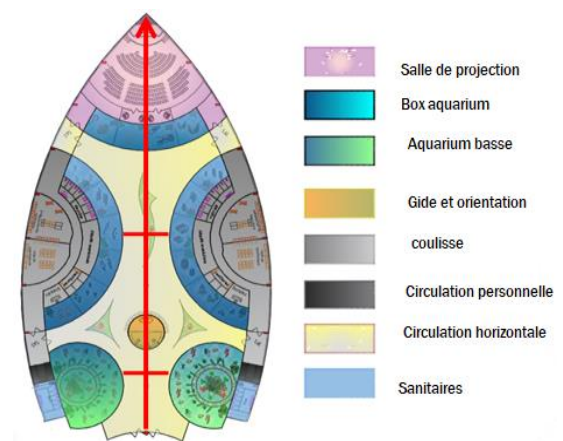 Salle de projection
Box aquarium
Aquarium basse
Gide et orientation
coulisse
Circulation personnelle
Circulation horizontale
Sanitaires